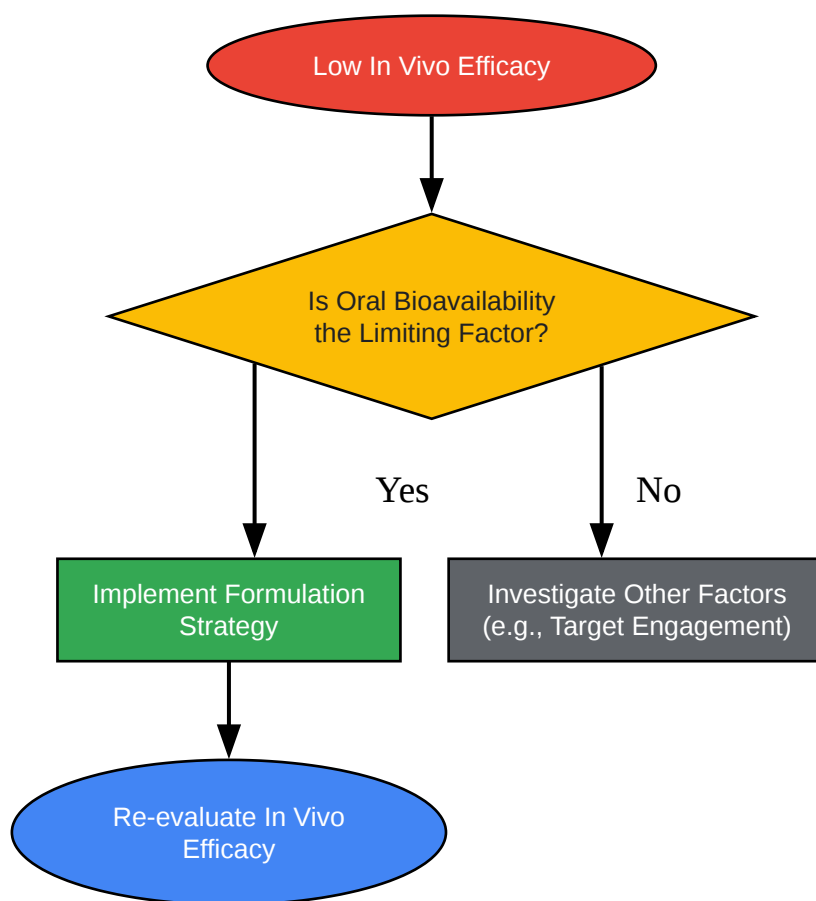 Low In Vivo Efficacy
Is Oral Bioavailability
the Limiting Factor?
Yes
No
Implement Formulation
Strategy
Investigate Other Factors
(e.g., Target Engagement)
Re-evaluate In Vivo
Efficacy